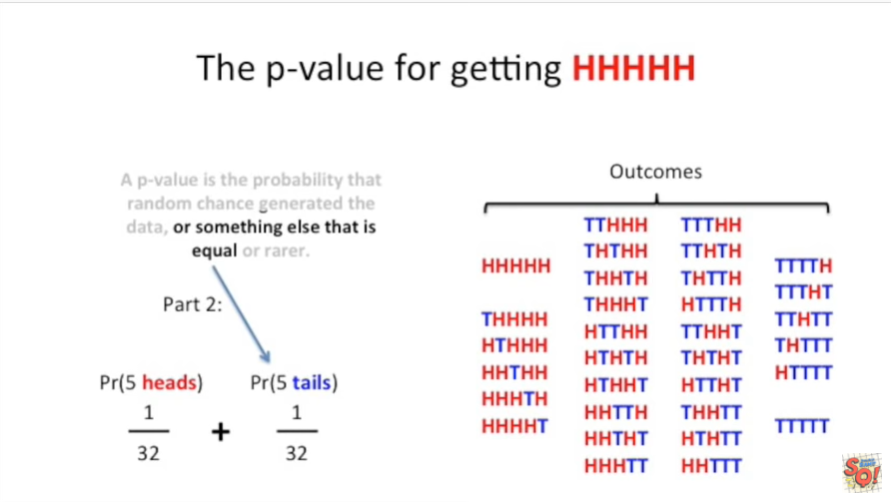 The p-value for getting HHHHH
A p-value is the probability that
random chance generated the
data, or something else that is
equal or rarer.
Part 2:
Pr(5 heads) Pr(5 tails)
1 1
+
32 32
Outcomes
HHHHH
THHHH
HTHHH
HHTHH
HHHTH
HHHHT
TTHHH
THTHH
THHTH
THHHT
HTTHH
HTHTH
HTHHT
HHTTH
HHTHT
HHHTT
TTTHH
TTHTH
THTTH
HTTTH
TTHHT
THTHT
HTTHT
THHTT
HTHTT
HHTTT
TTTTH
TTTHT
TTHTT
THTTT
HTTTT
TTTTT
SQ!